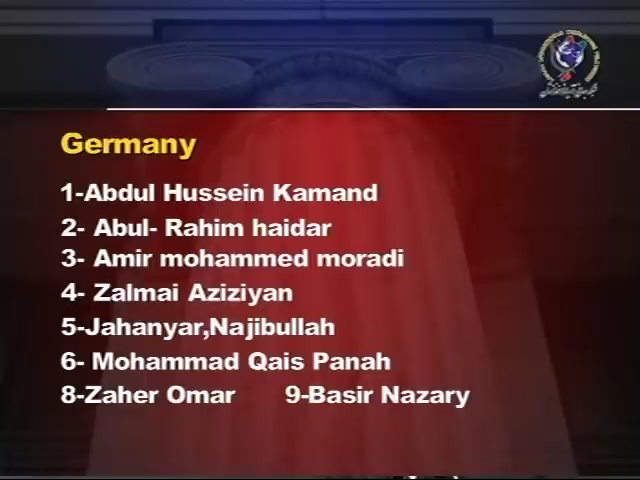 Germany
1-Abdul Hussein Kamand
2- Abul- Rahim haidar
3- Amir mohammed moradi
4- Zalmai Aziziyan
5-Jahanyar,Najibullah
6- Mohammad Qais Panah
8-Zaher Omar 9-Basir Nazary